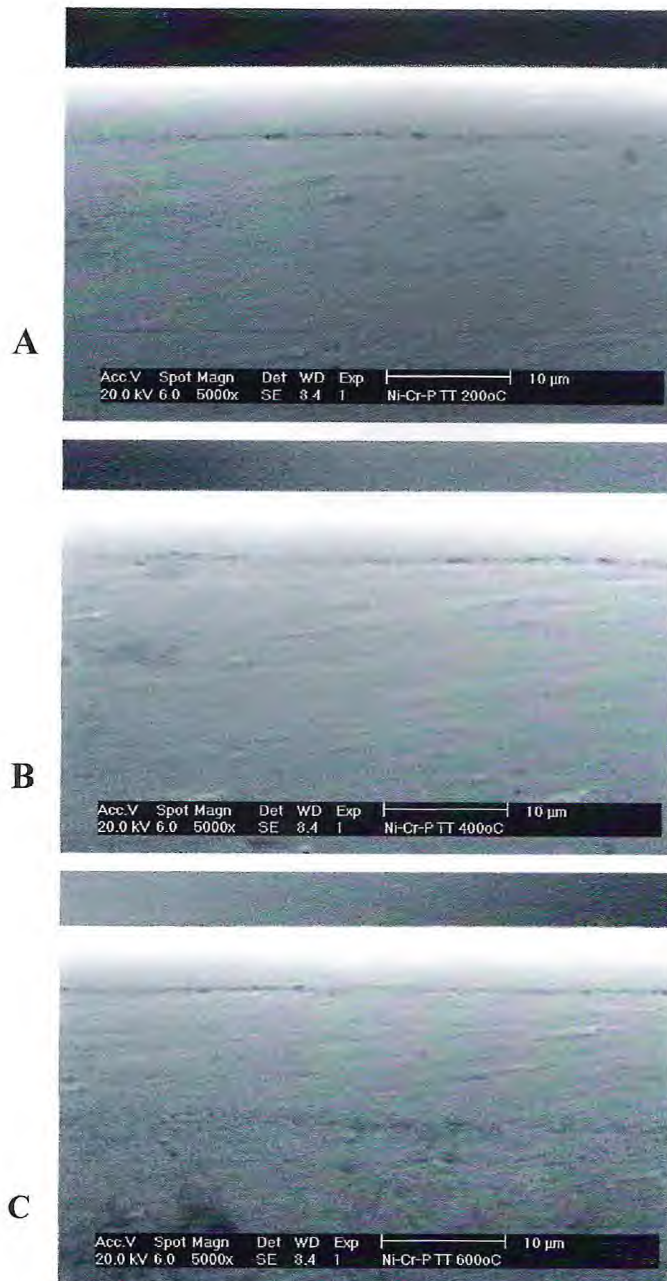 A
Acc.V Spot Magn Det WD Exp 10 µm
20.0 kV 6.0 5000x SE 8.4 1 Ni-Cr-P TT 200oC
B
Acc.V Spot Magn Det WD Exp 10 µm
20.0 kV 6.0 5000x SE 8.4 1 Ni-Cr-P TT 400oC
C
Acc.V Spot Magn Det WD Exp 10 µm
20.0 kV 6.0 5000x SE 8.4 1 Ni-Cr-P TT 600oC